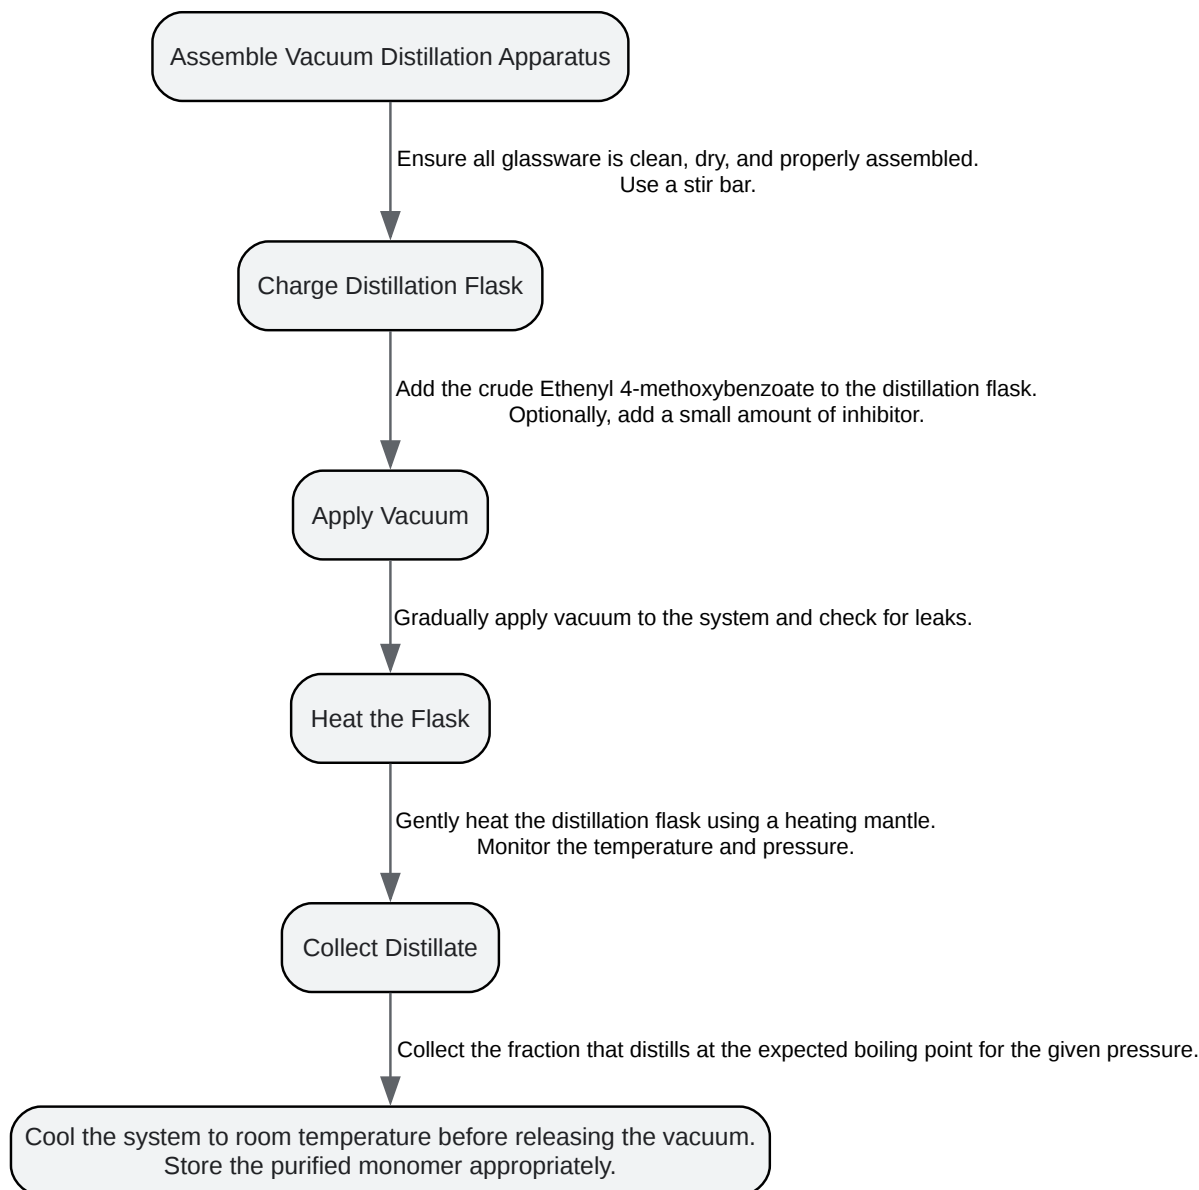 Assemble Vacuum Distillation Apparatus
Ensure all glassware is clean, dry, and properly assembled.
Use a stir bar.
Charge Distillation Flask
Add the crude Ethenyl 4-methoxybenzoate to the distillation flask.
Optionally, add a small amount of inhibitor.
Apply Vacuum
Gradually apply vacuum to the system and check for leaks.
Heat the Flask
Gently heat the distillation flask using a heating mantle.
Monitor the temperature and pressure.
Collect Distillate
Collect the fraction that distills at the expected boiling point for the given pressure.
Cool the system to room temperature before releasing the vacuum.
Store the purified monomer appropriately.